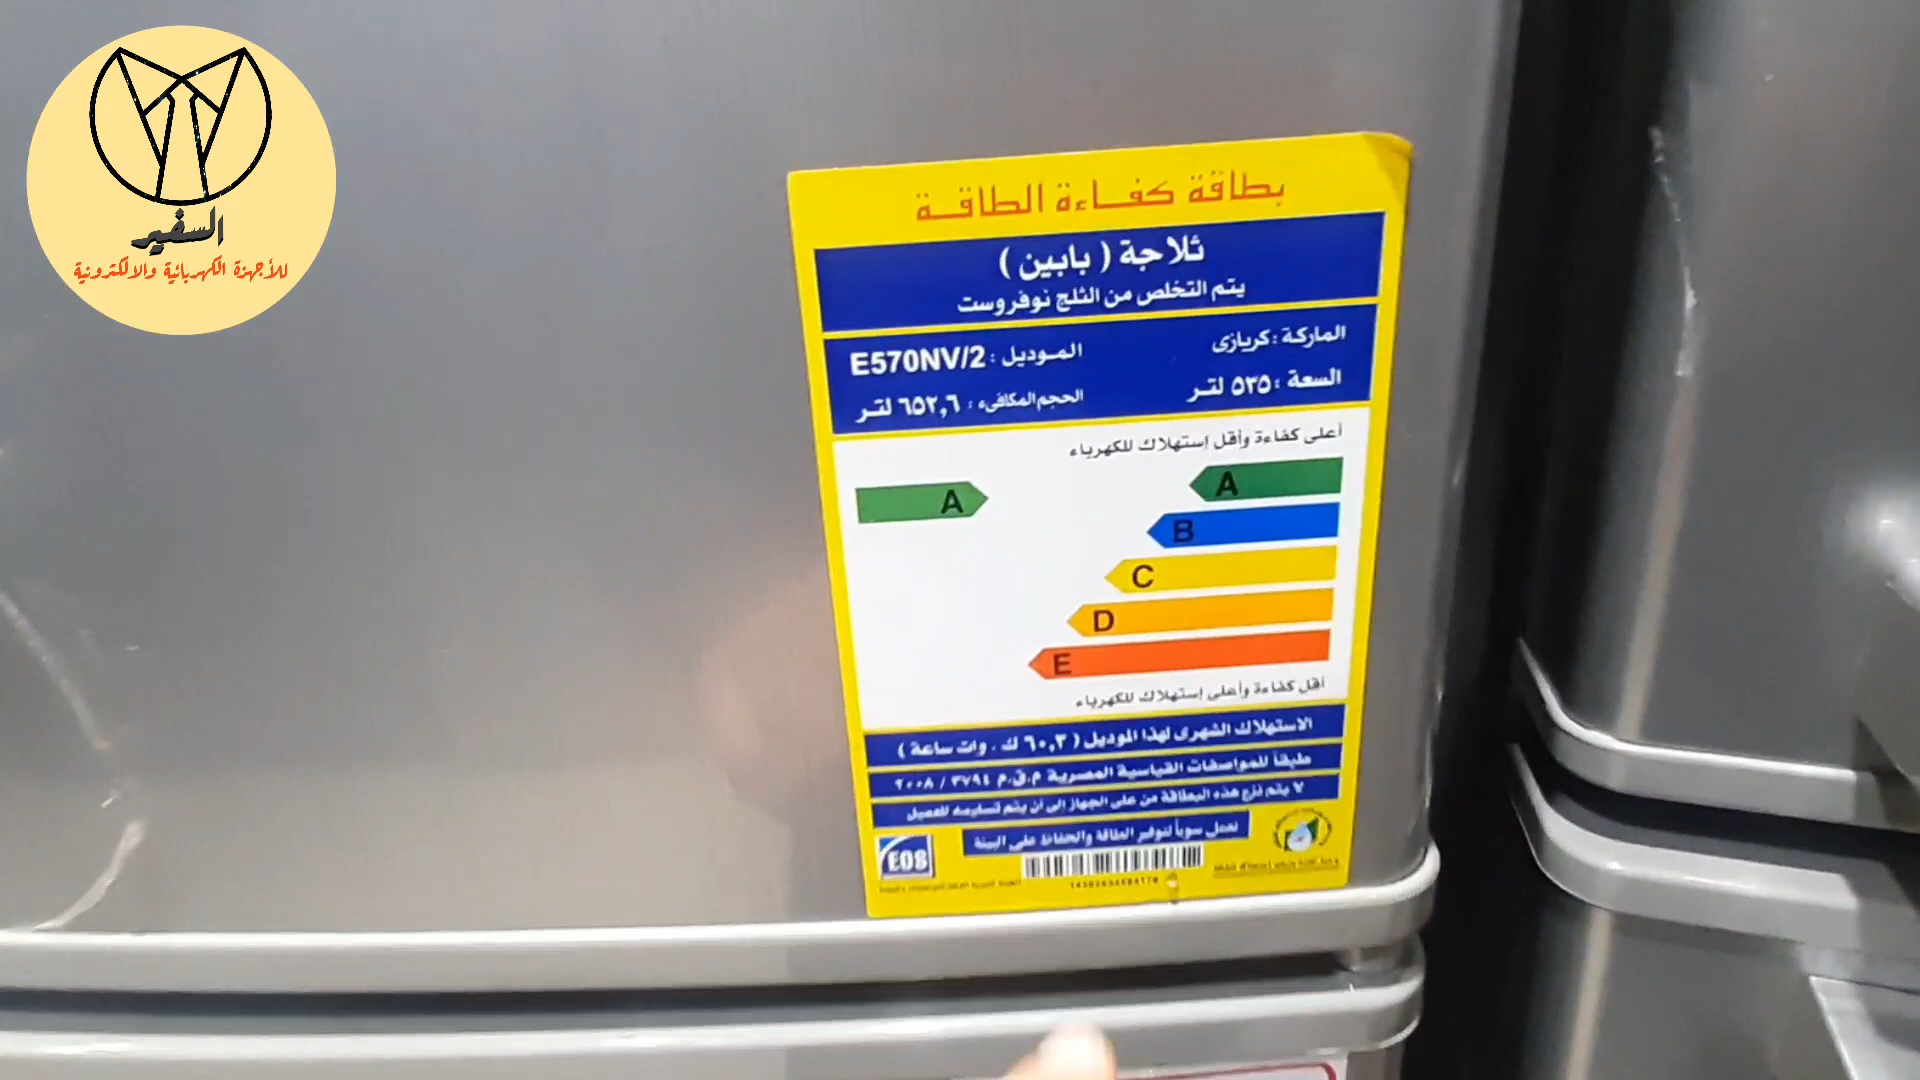 السفير
للأجهزة الكهربائية والالكترونية
بطاقة كفاءة الطاقة
ثلاجة ( بابين )
يتم التخلص من الثلج نوفروست
الماركة : كريازى
الموديل : E570NV/2
السعة : ٥٣٥ لتر
الحجم المكافىء : ٦٥٢,٦ لتر
أعلى كفاءة وأقل إستهلاك للكهرباء
A
A
B
C
D
E
أقل كفاءة وأعلى إستهلاك للكهرباء
الاستهلاك الشهرى لهذا الموديل ( ٦٠,٣ ك . وات ساعة )
طبقاً للمواصفات القياسية المصرية م.ق.م ٣٧٩٤ / ٢٠٠٨
لا يتم نزع هذه البطاقة من على الجهاز إلى أن يتم تسليمه للعميل
نعمل سوياً لتوفير الطاقة والحفاظ على البيئة
EOS